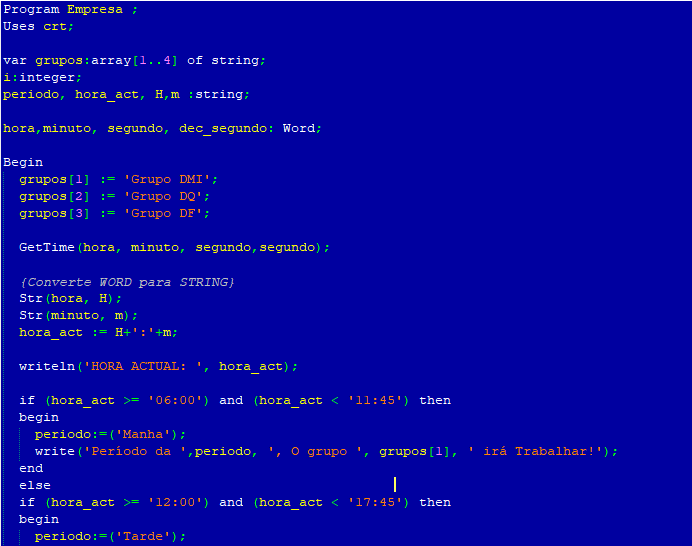 Program Empresa ;
Uses crt;
var grupos:array[1..4] of string;
i:integer;
periodo, hora_act, H,m :string;
hora,minuto, segundo, dec_segundo: Word;
Begin
grupos[1] := 'Grupo DMI';
grupos[2] := 'Grupo DQ';
grupos[3] := 'Grupo DF';
GetTime(hora, minuto, segundo,segundo);
{Converte WORD para STRING}
Str(hora, H);
Str(minuto, m);
hora_act := H+':'+m;
writeln('HORA ACTUAL: ', hora_act);
if (hora_act >= '06:00') and (hora_act < '11:45') then
begin
periodo:=('Manha');
write('Período da ',periodo, ', O grupo ', grupos[1], ' irá Trabalhar!');
end
else
if (hora_act >= '12:00') and (hora_act < '17:45') then
begin
periodo:=('Tarde');